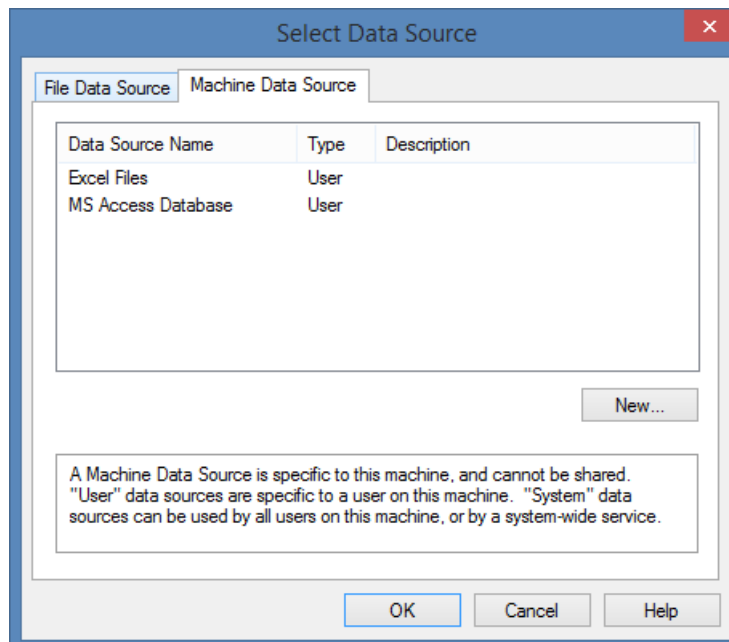 Select Data Source
File Data Source Machine Data Source
Data Source Name Type Description
Excel Files User
MS Access Database User
New...
A Machine Data Source is specific to this machine, and cannot be shared.
"User" data sources are specific to a user on this machine.  "System" data
sources can be used by all users on this machine, or by a system-wide service.
OK Cancel Help